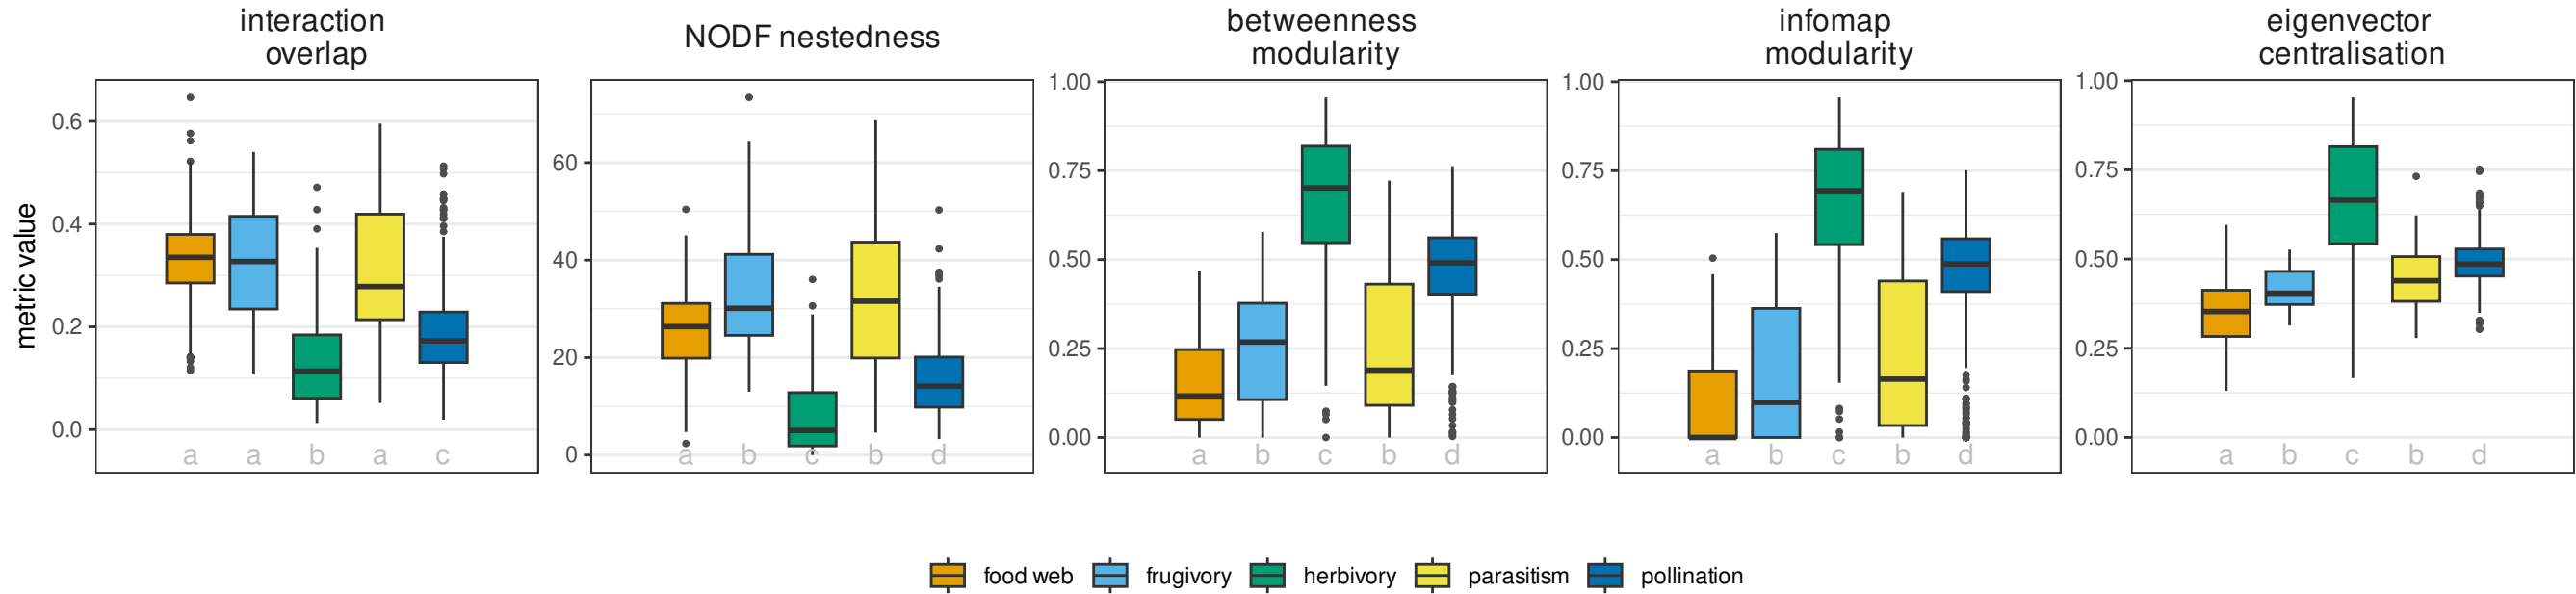 interaction
overlap
NODF nestedness
betweenness
modularity
infomap
modularity
eigenvector
centralisation
metric value
0.6
0.4
0.2
0.0
a a b a c
60
40
20
0
a b c b d
1.00
0.75
0.50
0.25
0.00
a b c b d
1.00
0.75
0.50
0.25
0.00
a b c b d
1.00
0.75
0.50
0.25
0.00
a b c b d
food web frugivory herbivory parasitism pollination